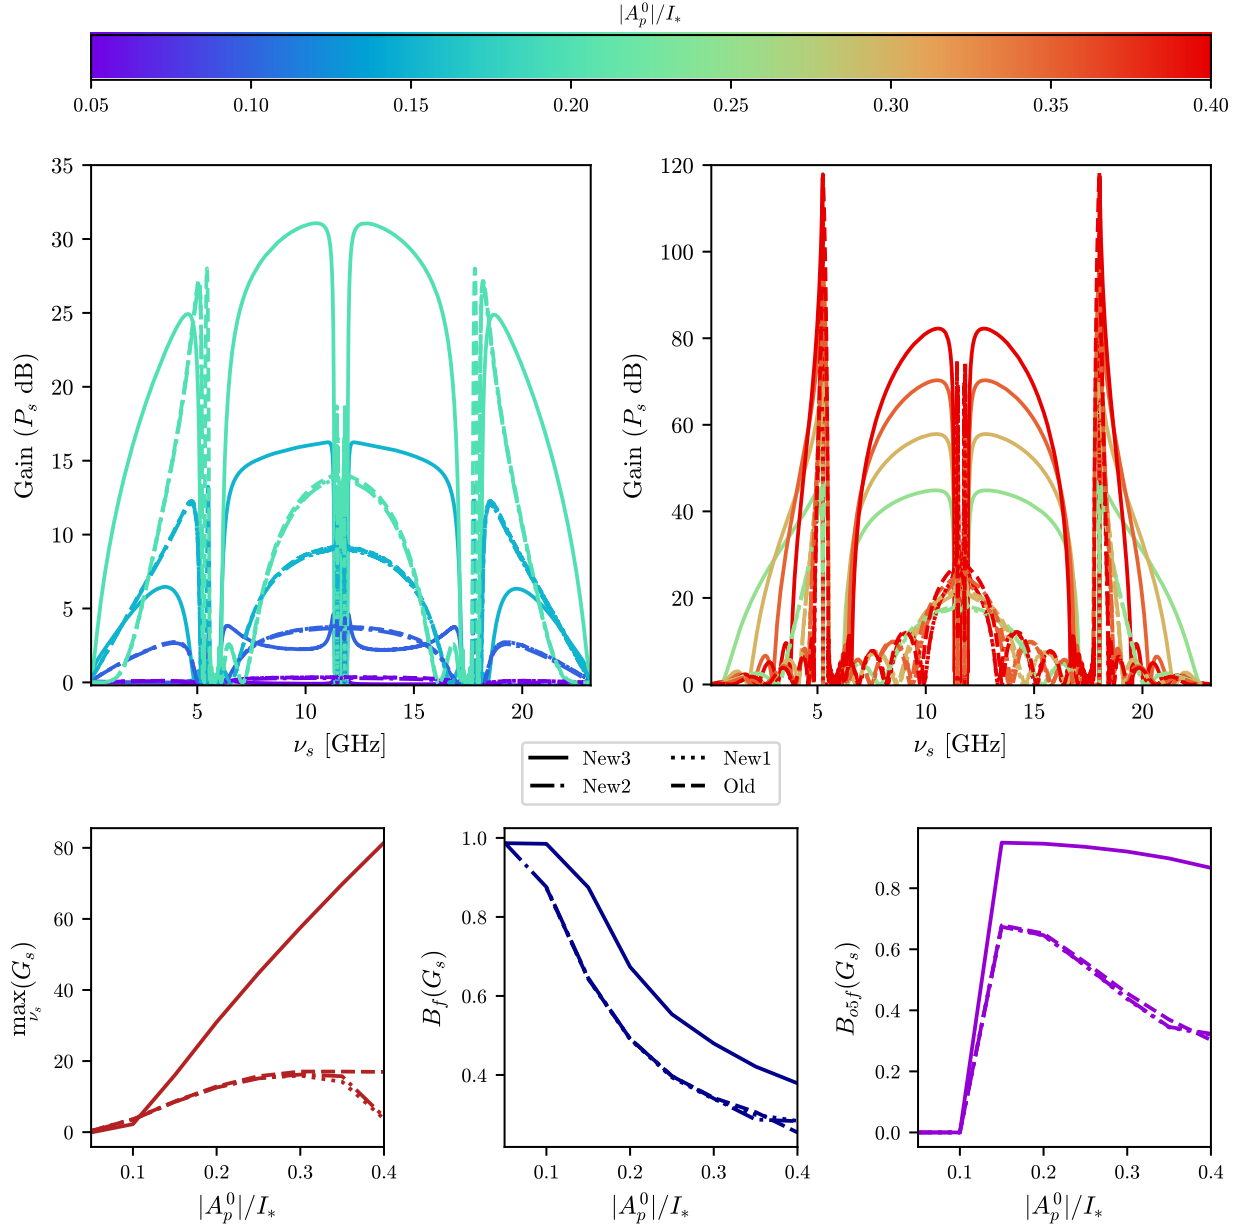 |A_p^0|/I_*
0.05 0.10 0.15 0.20 0.25 0.30 0.35 0.40
35
30
25
20
15
10
5
0
Gain (P_s dB)
5 10 15 20
ν_s [GHz]
120
100
80
60
40
20
0
Gain (P_s dB)
5 10 15 20
ν_s [GHz]
New3 New1
New2 Old
80
60
40
20
0
max_{ν_s}(G_s)
0.1 0.2 0.3 0.4
|A_p^0|/I_*
1.0
0.8
0.6
0.4
B_f(G_s)
0.1 0.2 0.3 0.4
|A_p^0|/I_*
0.8
0.6
0.4
0.2
0.0
B_{o5f}(G_s)
0.1 0.2 0.3 0.4
|A_p^0|/I_*